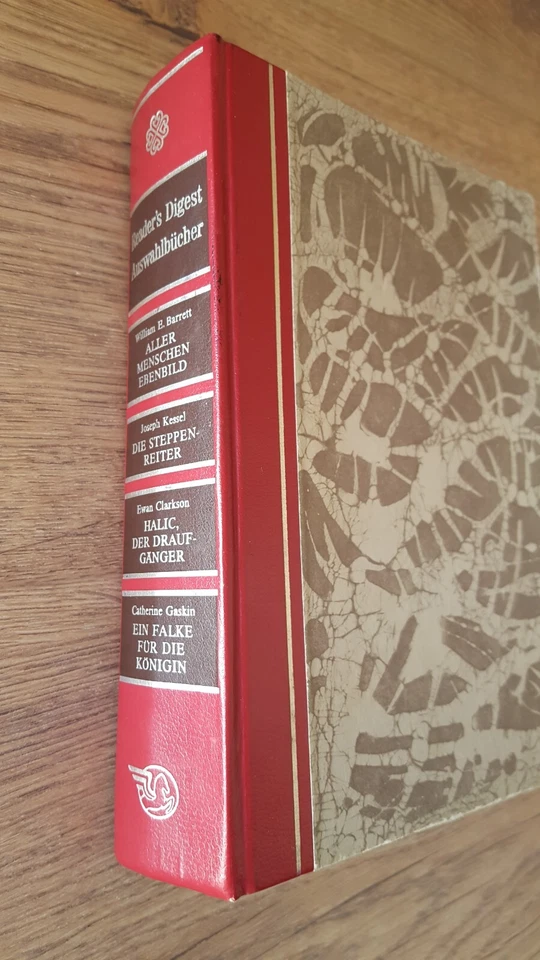 Reader's Digest
Auswahlbücher
William E. Barrett
ALLER
MENSCHEN
EBENBILD
Joseph Kessel
DIE STEPPEN-
REITER
Ewan Clarkson
HALIC,
DER DRAUF-
GÄNGER
Catherine Gaskin
EIN FALKE
FÜR DIE
KÖNIGIN